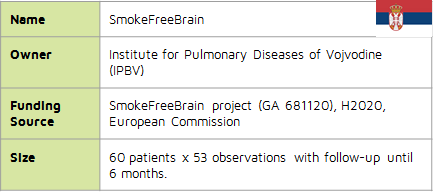 Name SmokeFreeBrain
Owner Institute for Pulmonary Diseases of Vojvodine
(IPBV)
Funding SmokeFreeBrain project (GA 681120), H2020,
Source European Commission
Size 60 patients x 53 observations with follow-up until
6 months.